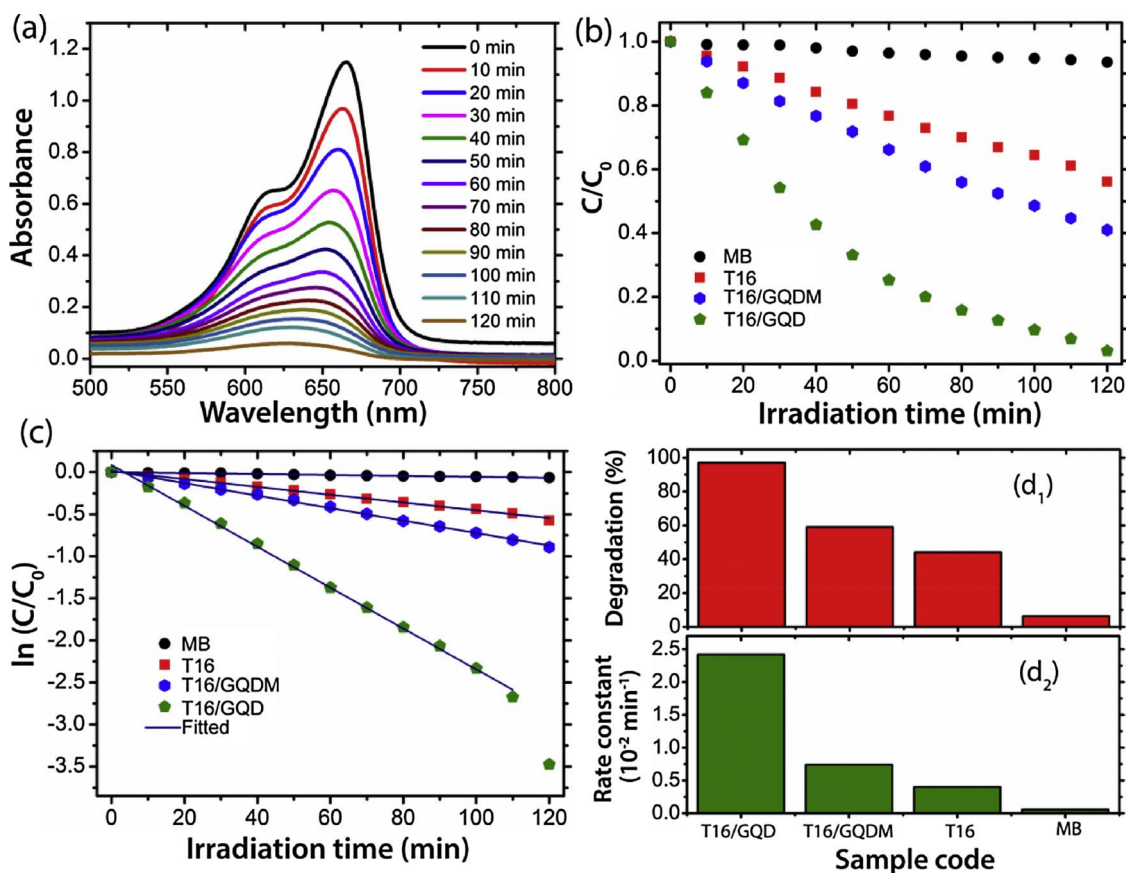 (a)
Absorbance
1.2
1.0
0.8
0.6
0.4
0.2
0.0
500 550 600 650 700 750 800
Wavelength (nm)
0 min
10 min
20 min
30 min
40 min
50 min
60 min
70 min
80 min
90 min
100 min
110 min
120 min
(b)
C/C₀
1.0
0.8
0.6
0.4
0.2
0.0
0 20 40 60 80 100 120
Irradiation time (min)
MB
T16
T16/GQDM
T16/GQD
(c)
ln (C/C₀)
0.0
-0.5
-1.0
-1.5
-2.0
-2.5
-3.0
-3.5
0 20 40 60 80 100 120
Irradiation time (min)
MB
T16
T16/GQDM
T16/GQD
Fitted
(d₁)
Degradation (%)
100
80
60
40
20
0
(d₂)
Rate constant
(10⁻² min⁻¹)
2.5
2.0
1.5
1.0
0.5
0.0
T16/GQD T16/GQDM T16 MB
Sample code